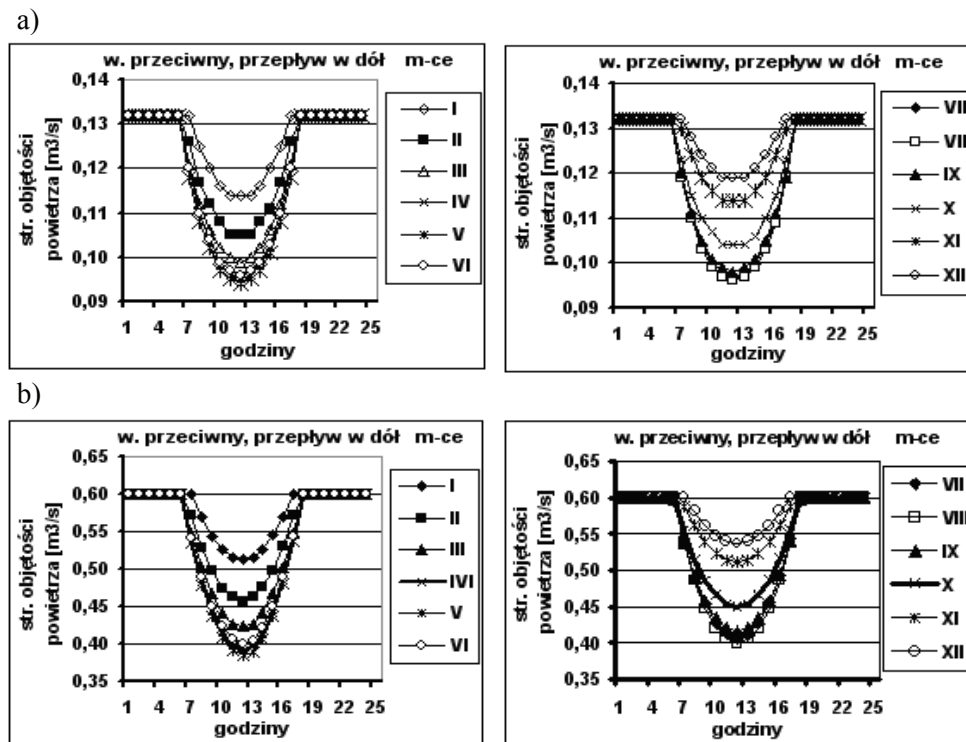 a)
w. przeciwny, przepływ w dół m-ce
str. objętości
powietrza [m3/s]
0,14
0,13
0,12
0,11
0,10
0,09
1 4 7 10 13 16 19 22 25
godziny
I
II
III
IV
V
VI
w. przeciwny, przepływ w dół m-ce
str. objętości
powietrza [m3/s]
0,14
0,13
0,12
0,11
0,10
0,09
1 4 7 10 13 16 19 22 25
godziny
VII
VII
IX
X
XI
XII
b)
w. przeciwny, przepływ w dół m-ce
str. objętości
powietrza [m3/s]
0,65
0,60
0,55
0,50
0,45
0,40
0,35
1 4 7 10 13 16 19 22 25
godziny
I
II
III
IVI
V
VI
w. przeciwny, przepływ w dół m-ce
str. objętości
powietrza [m3/s]
0,65
0,60
0,55
0,50
0,45
0,40
0,35
1 4 7 10 13 16 19 22 25
godziny
VII
VIII
IX
X
XI
XII